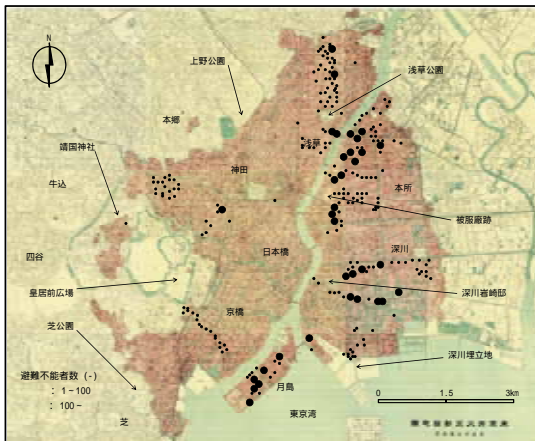 N
上野公園
浅草公園
本郷
靖国神社
浅草
牛込
神田
本所
被服廠跡
四谷
日本橋
深川
皇居前広場
深川岩崎邸
京橋
芝公園
深川埋立地
避難不能者数 (-)
: 1-100
: 100-
月島
0 1.5 3km
芝
東京湾